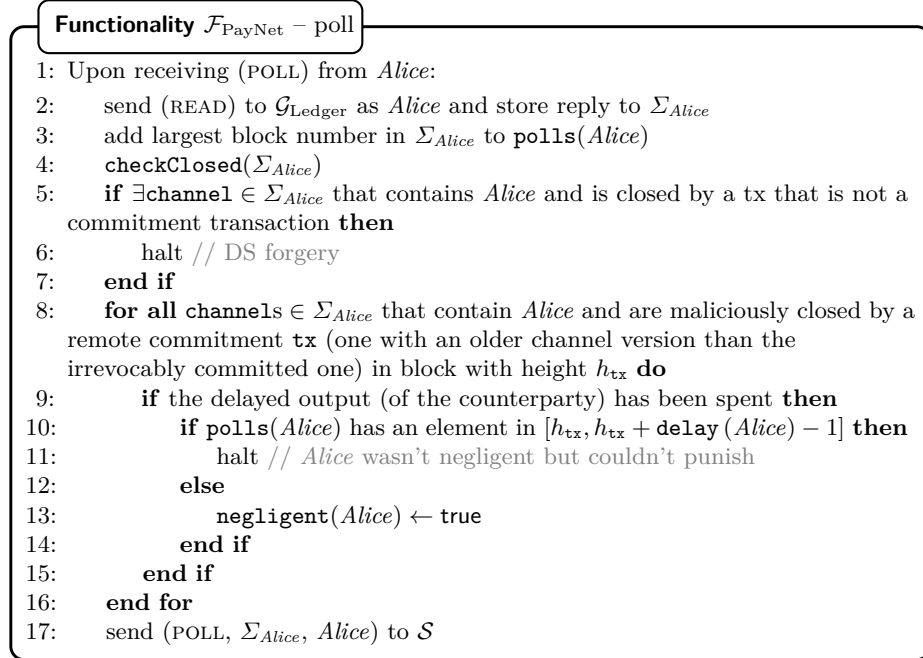 Functionality 𝓕PayNet – poll
1: Upon receiving (POLL) from Alice:
2: send (READ) to 𝓖Ledger as Alice and store reply to Σ_Alice
3: add largest block number in Σ_Alice to polls(Alice)
4: checkClosed(Σ_Alice)
5: if ∃channel ∈ Σ_Alice that contains Alice and is closed by a tx that is not a
commitment transaction then
6: halt // DS forgery
7: end if
8: for all channels ∈ Σ_Alice that contain Alice and are maliciously closed by a
remote commitment tx (one with an older channel version than the
irrevocably committed one) in block with height h_tx do
9: if the delayed output (of the counterparty) has been spent then
10: if polls(Alice) has an element in [h_tx, h_tx + delay (Alice) − 1] then
11: halt // Alice wasn't negligent but couldn't punish
12: else
13: negligent(Alice) ← true
14: end if
15: end if
16: end for
17: send (POLL, Σ_Alice, Alice) to 𝓢